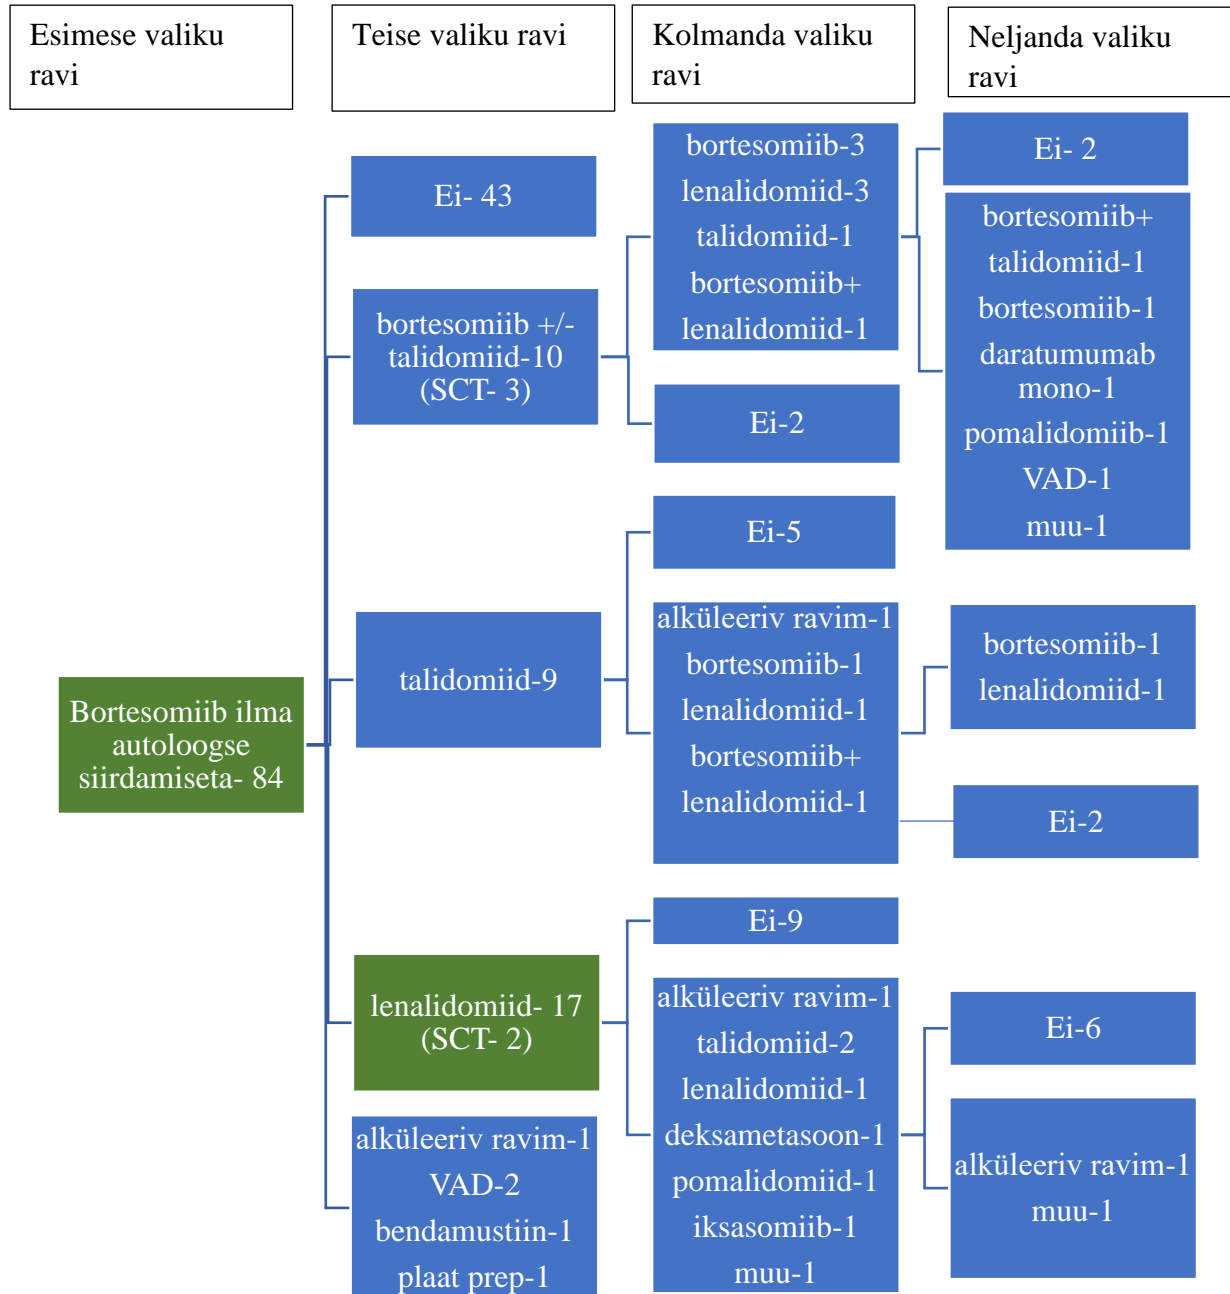 Esimese valiku
ravi
Teise valiku ravi
Kolmanda valiku
ravi
Neljanda valiku
ravi
Bortesomiib ilma
autoloogse
siirdamiseta- 84
Ei- 43
bortesomiib +/-
talidomiid-10
(SCT- 3)
talidomiid-9
lenalidomiid- 17
(SCT- 2)
alküleeriv ravim-1
VAD-2
bendamustiin-1
plaat prep-1
bortesomiib-3
lenalidomiid-3
talidomiid-1
bortesomiib+
lenalidomiid-1
Ei-2
Ei-5
alküleeriv ravim-1
bortesomiib-1
lenalidomiid-1
bortesomiib+
lenalidomiid-1
Ei-9
alküleeriv ravim-1
talidomiid-2
lenalidomiid-1
deksametasoon-1
pomalidomiid-1
iksasomiib-1
muu-1
Ei- 2
bortesomiib+
talidomiid-1
bortesomiib-1
daratumumab
mono-1
pomalidomiib-1
VAD-1
muu-1
bortesomiib-1
lenalidomiid-1
Ei-2
Ei-6
alküleeriv ravim-1
muu-1